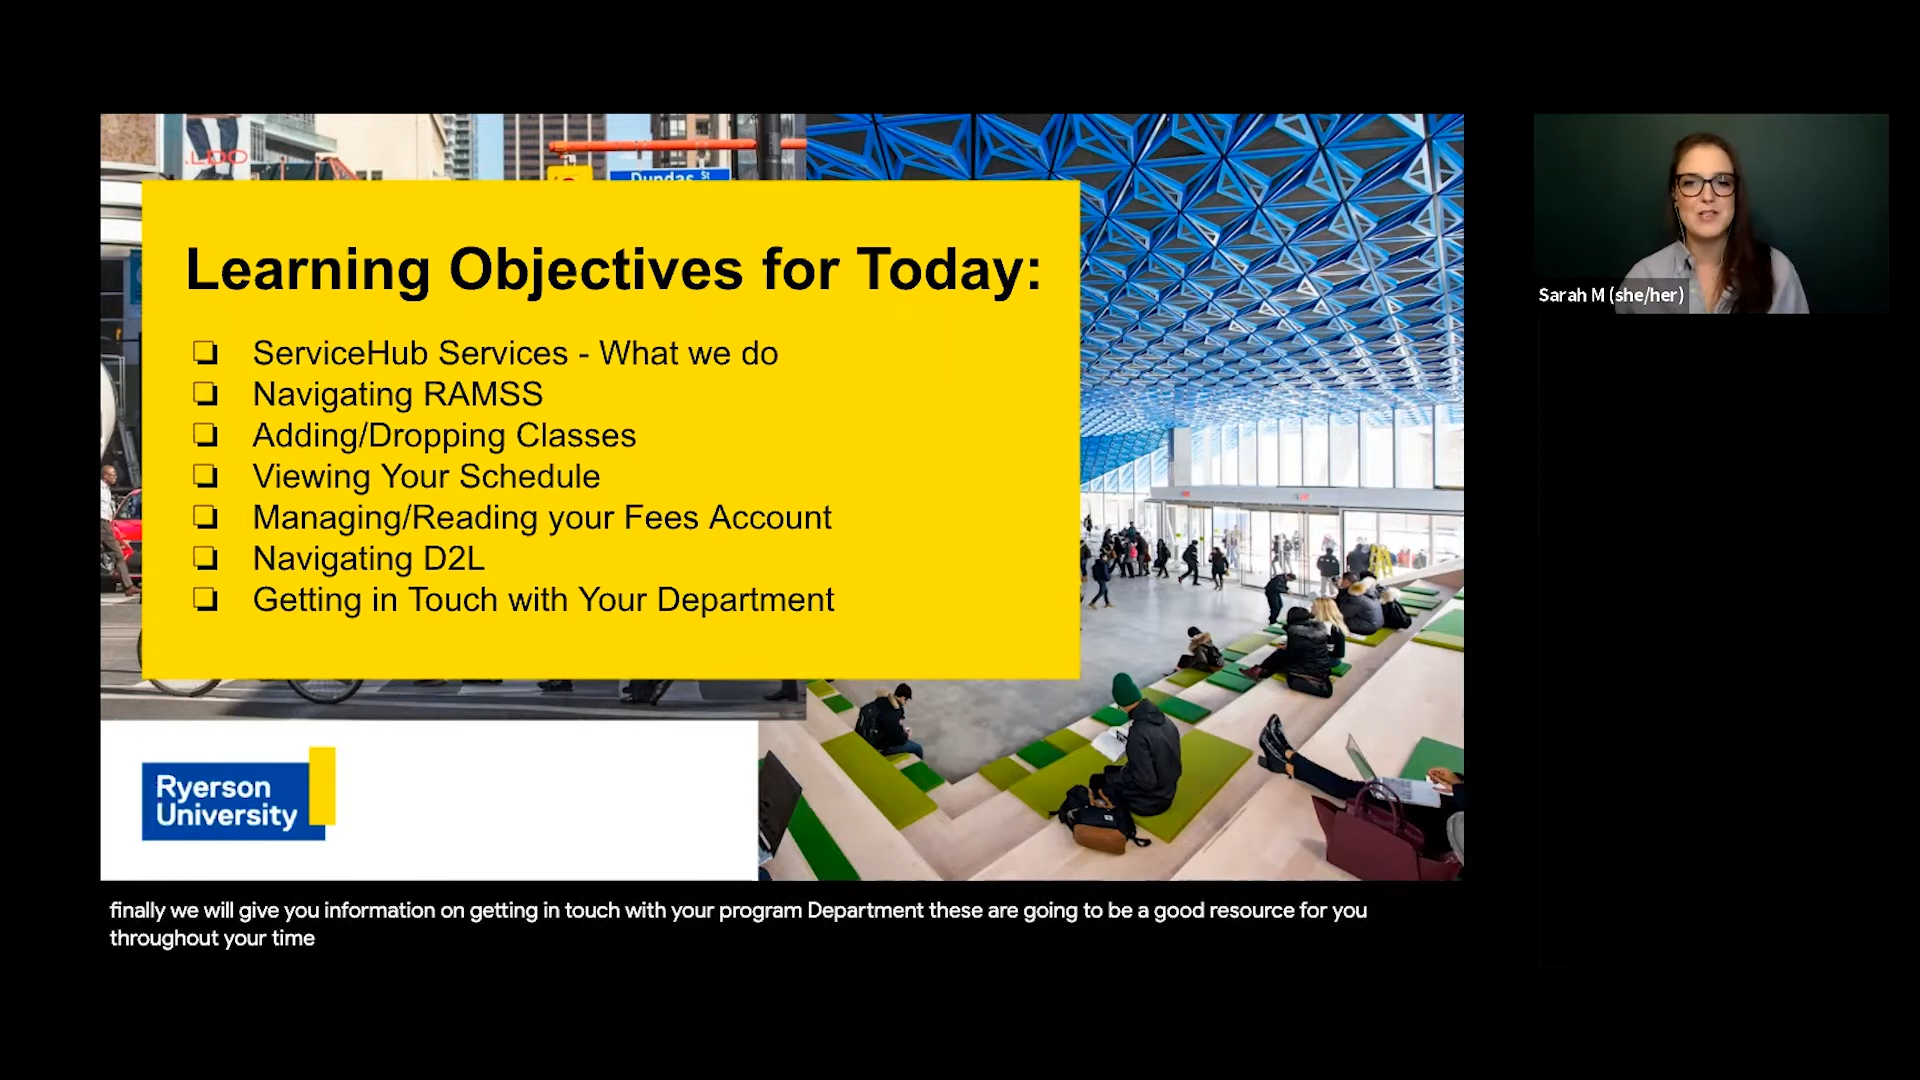 LDO
Dundas St
Learning Objectives for Today:
ServiceHub Services - What we do
Navigating RAMSS
Adding/Dropping Classes
Viewing Your Schedule
Managing/Reading your Fees Account
Navigating D2L
Getting in Touch with Your Department
Ryerson
University
Sarah M (she/her)
finally we will give you information on getting in touch with your program Department these are going to be a good resource for you
throughout your time